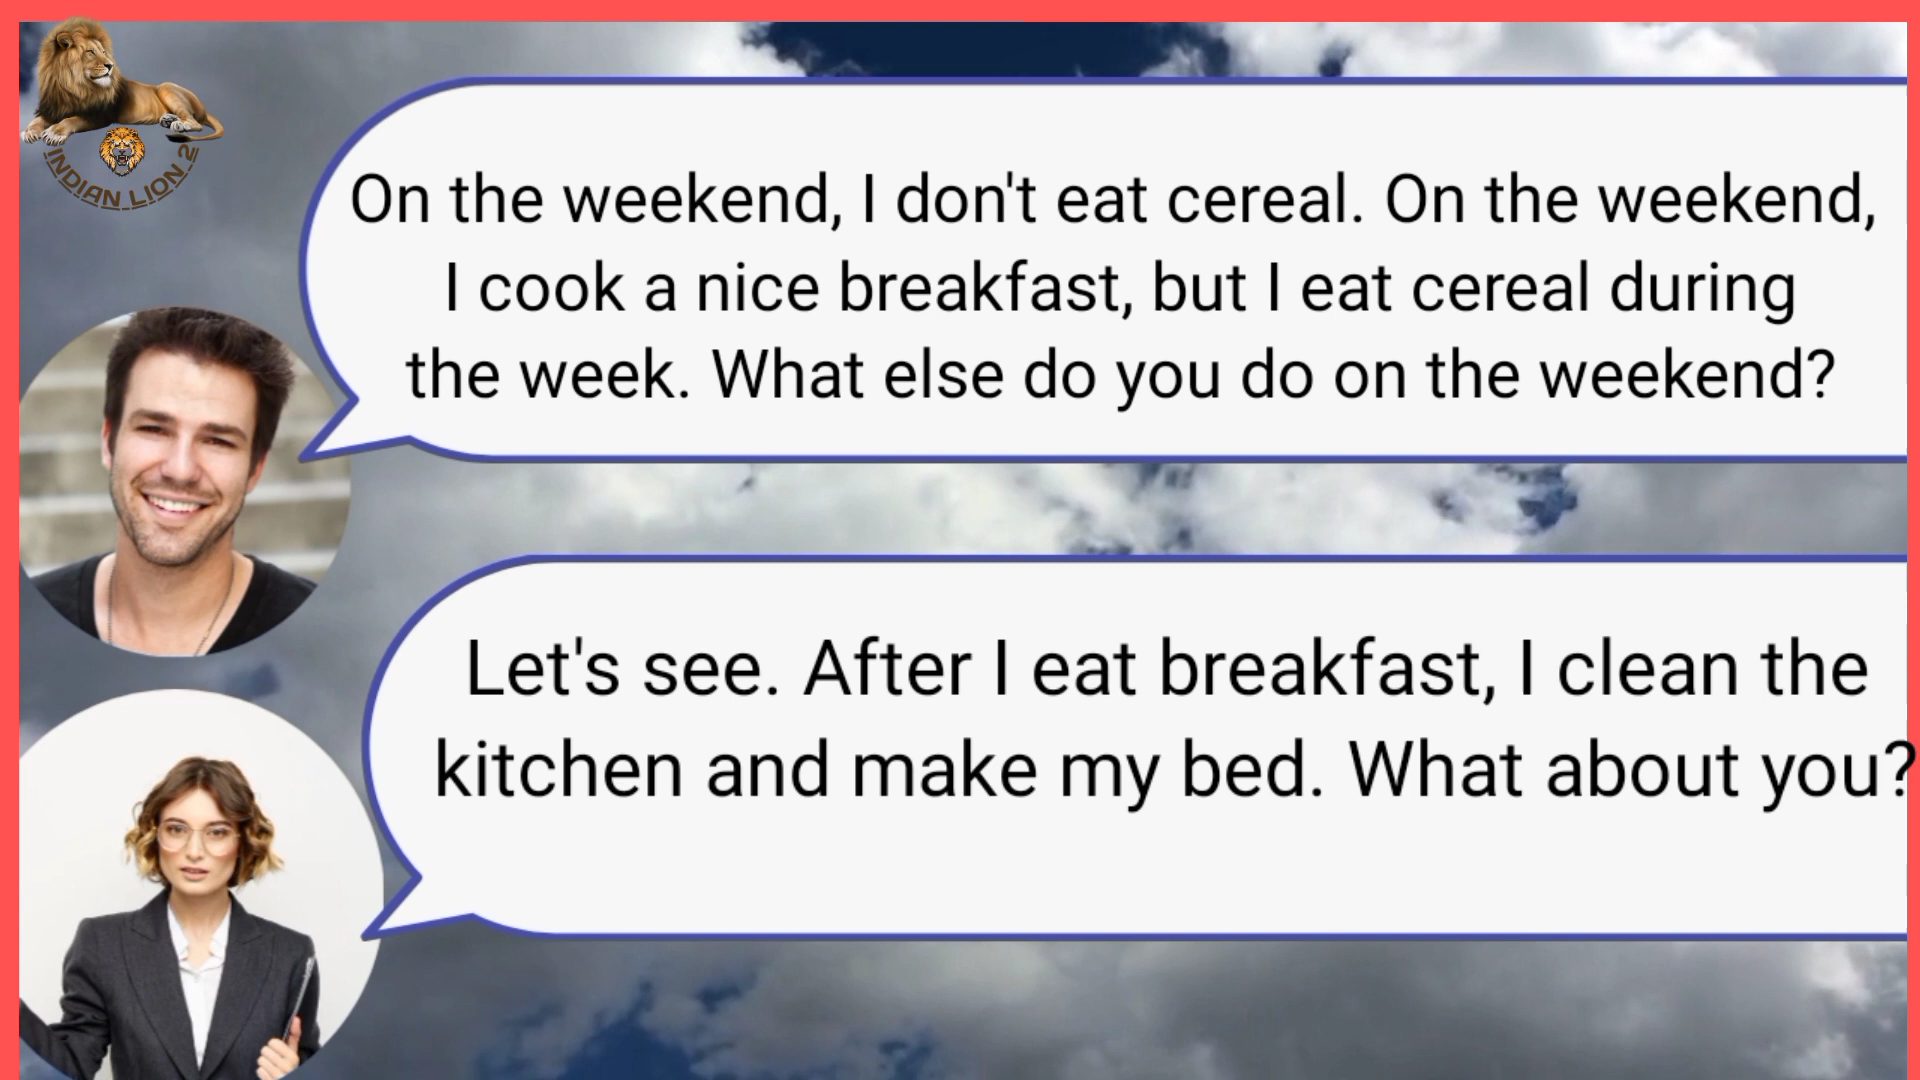 INDIAN LION 2
On the weekend, I don't eat cereal. On the weekend,
I cook a nice breakfast, but I eat cereal during
the week. What else do you do on the weekend?
Let's see. After I eat breakfast, I clean the
kitchen and make my bed. What about you?